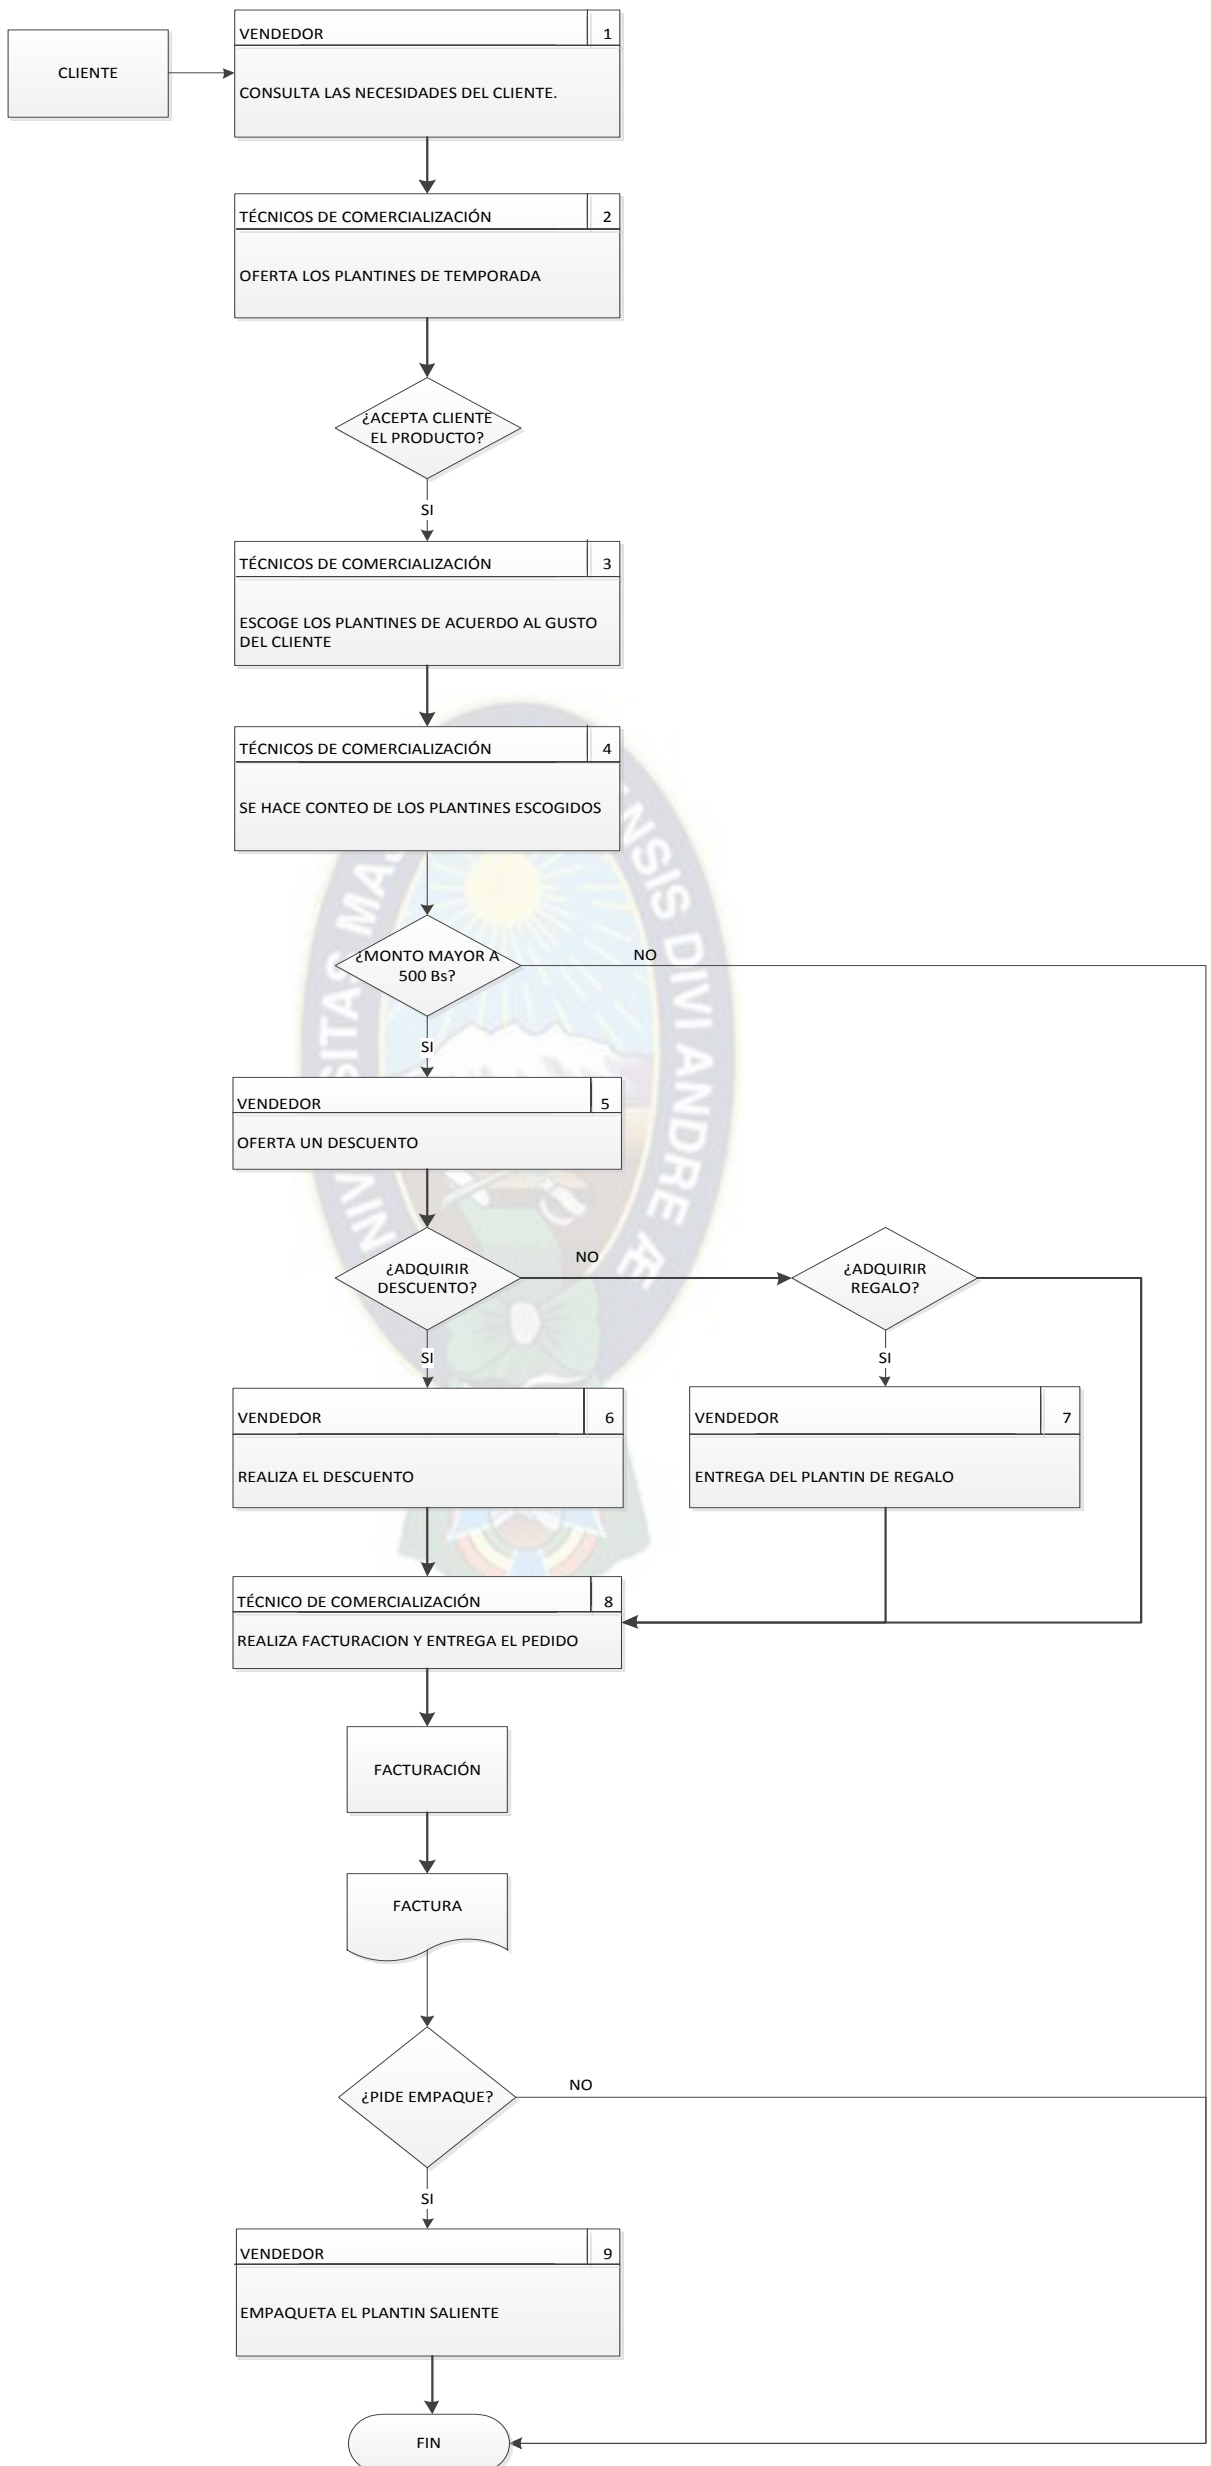 CLIENTE
VENDEDOR 1
CONSULTA LAS NECESIDADES DEL CLIENTE.
TÉCNICOS DE COMERCIALIZACIÓN 2
OFERTA LOS PLANTINES DE TEMPORADA
¿ACEPTA CLIENTE
EL PRODUCTO?
SI
TÉCNICOS DE COMERCIALIZACIÓN 3
ESCOGE LOS PLANTINES DE ACUERDO AL GUSTO
DEL CLIENTE
TÉCNICOS DE COMERCIALIZACIÓN 4
SE HACE CONTEO DE LOS PLANTINES ESCOGIDOS
¿MONTO MAYOR A
500 Bs?
NO
SI
VENDEDOR 5
OFERTA UN DESCUENTO
¿ADQUIRIR
DESCUENTO?
NO
¿ADQUIRIR
REGALO?
SI
SI
VENDEDOR 6
REALIZA EL DESCUENTO
VENDEDOR 7
ENTREGA DEL PLANTIN DE REGALO
TÉCNICO DE COMERCIALIZACIÓN 8
REALIZA FACTURACION Y ENTREGA EL PEDIDO
FACTURACIÓN
FACTURA
¿PIDE EMPAQUE?
NO
SI
VENDEDOR 9
EMPAQUETA EL PLANTIN SALIENTE
FIN
NSIS DIVI ANDRE Æ